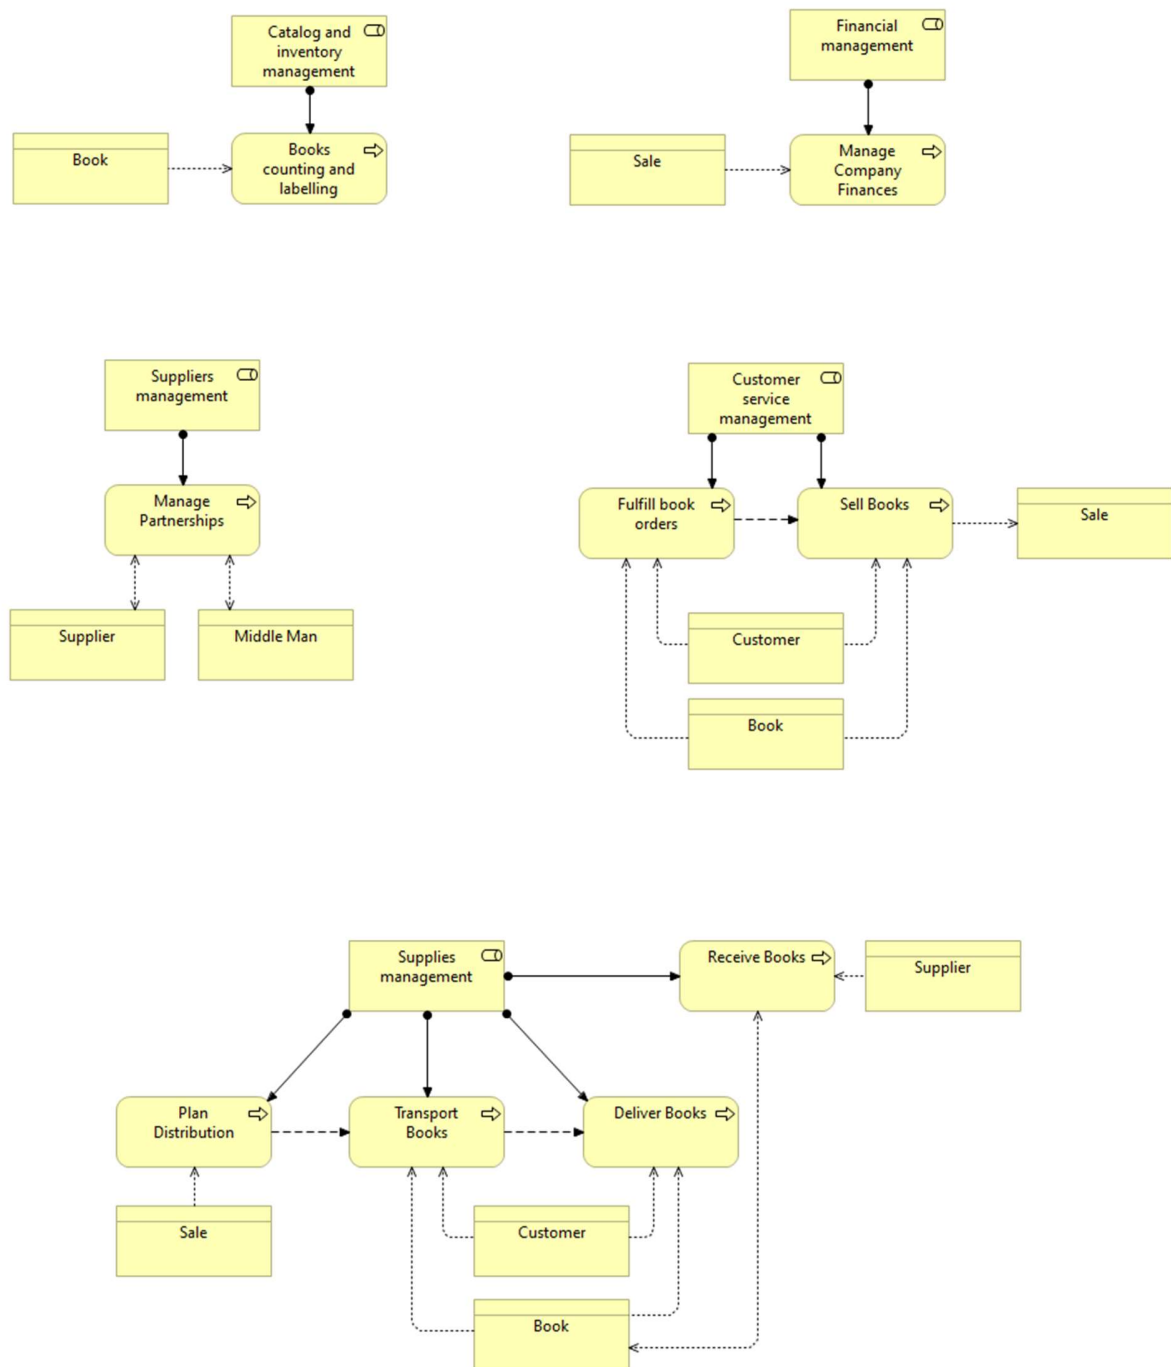 Catalog and
inventory
management
Financial
management
Book
Books
counting and
labelling
Sale
Manage
Company
Finances
Suppliers
management
Customer
service
management
Manage
Partnerships
Fulfill book
orders
Sell Books
Sale
Supplier
Middle Man
Customer
Book
Supplies
management
Receive Books
Supplier
Plan
Distribution
Transport
Books
Deliver Books
Sale
Customer
Book